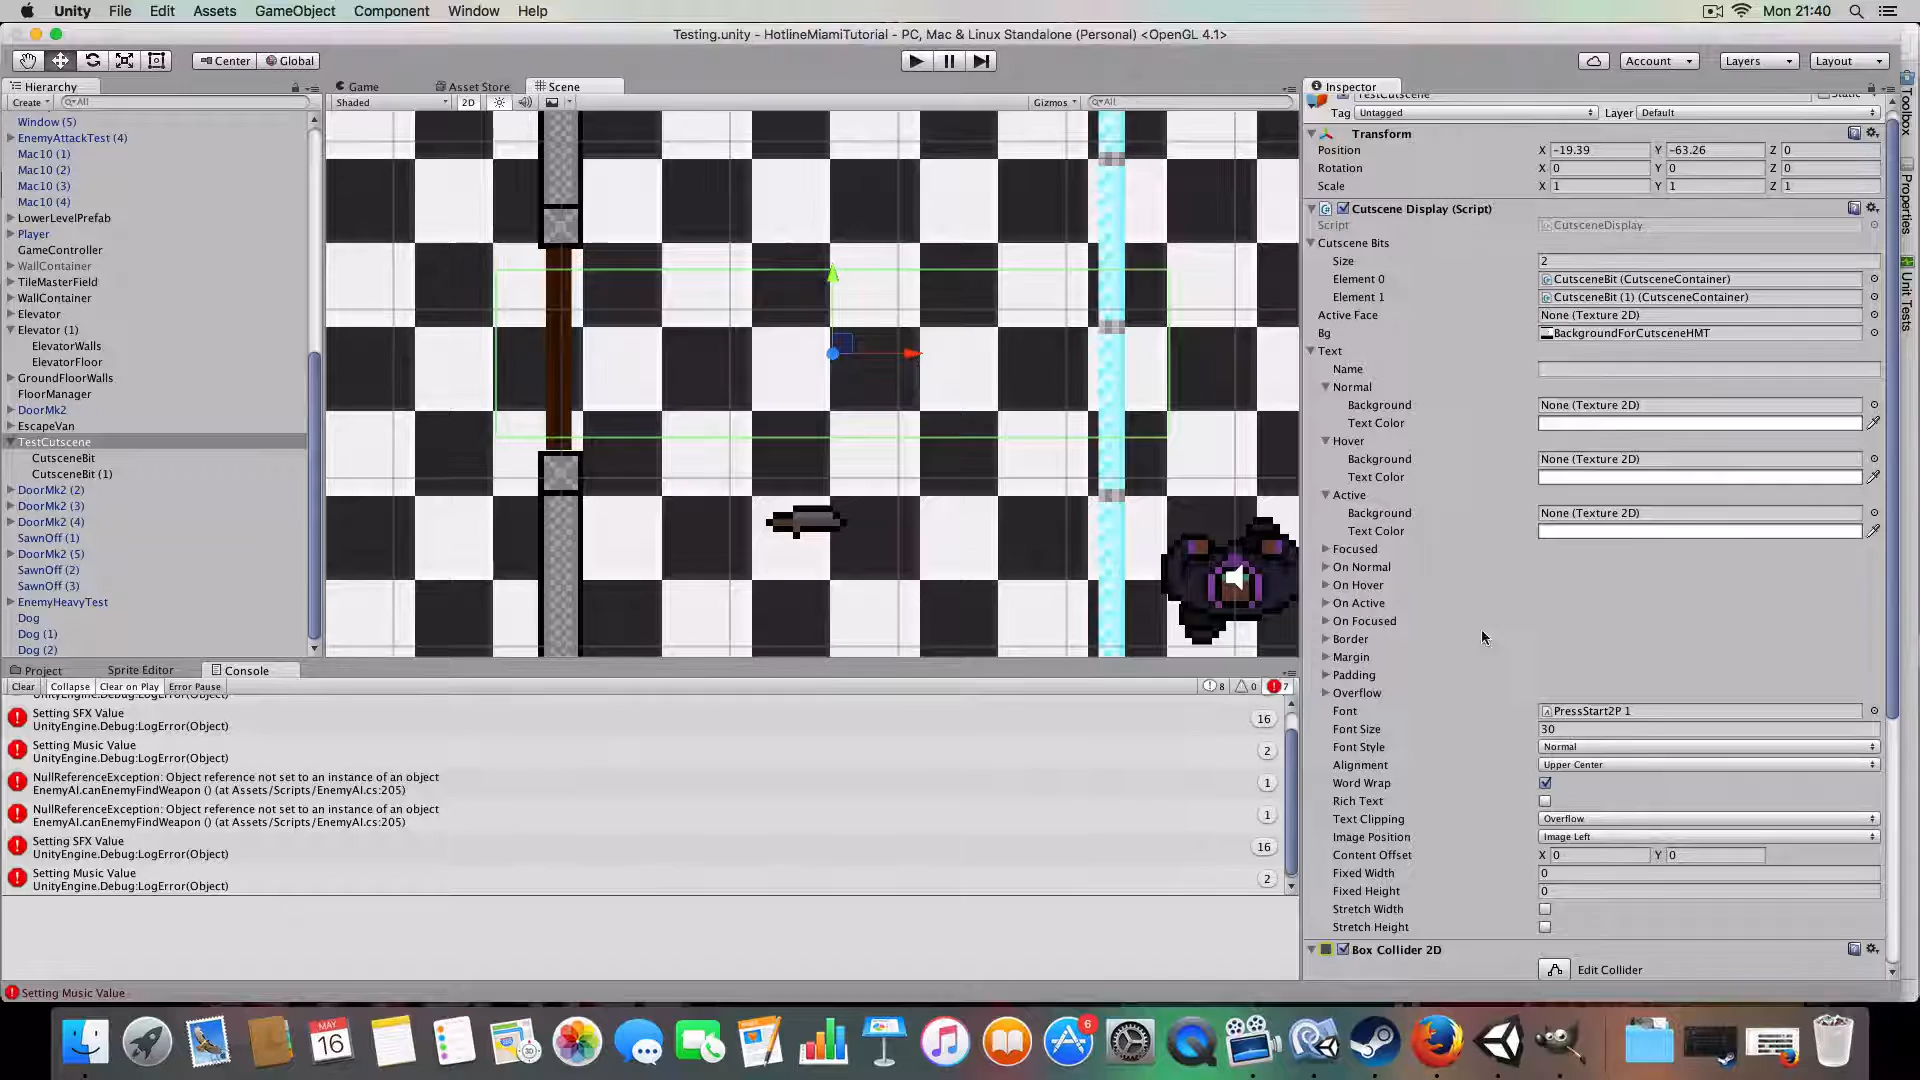 Unity File Edit Assets GameObject Component Window Help Mon 21:40
Testing.unity - HotlineMiamiTutorial - PC, Mac & Linux Standalone (Personal) <OpenGL 4.1>
Center Global Account Layers Layout
Hierarchy
Create All
Window (5)
EnemyAttackTest (4)
Mac10 (1)
Mac10 (2)
Mac10 (3)
Mac10 (4)
LowerLevelPrefab
Player
GameController
WallContainer
TileMasterField
WallContainer
Elevator
Elevator (1)
ElevatorWalls
ElevatorFloor
GroundFloorWalls
FloorManager
DoorMk2
EscapeVan
TestCutscene
CutsceneBit
CutsceneBit (1)
DoorMk2 (2)
DoorMk2 (3)
DoorMk2 (4)
SawnOff (1)
DoorMk2 (5)
SawnOff (2)
SawnOff (3)
EnemyHeavyTest
Dog
Dog (1)
Dog (2)
Game Asset Store Scene
Shaded 2D Gizmos All
Project Sprite Editor Console
Clear Collapse Clear on Play Error Pause 8 0 7
UnityEngine.Debug:LogError(Object)
Setting SFX Value
UnityEngine.Debug:LogError(Object) 16
Setting Music Value
UnityEngine.Debug:LogError(Object) 2
NullReferenceException: Object reference not set to an instance of an object
EnemyAI.canEnemyFindWeapon () (at Assets/Scripts/EnemyAI.cs:205) 1
NullReferenceException: Object reference not set to an instance of an object
EnemyAI.canEnemyFindWeapon () (at Assets/Scripts/EnemyAI.cs:205) 1
Setting SFX Value
UnityEngine.Debug:LogError(Object) 16
Setting Music Value
UnityEngine.Debug:LogError(Object) 2
Setting Music Value
Inspector
TestCutscene Static
Tag Untagged Layer Default
Transform
Position X -19.39 Y -63.26 Z 0
Rotation X 0 Y 0 Z 0
Scale X 1 Y 1 Z 1
Cutscene Display (Script)
Script CutsceneDisplay
Cutscene Bits
Size 2
Element 0 CutsceneBit (CutsceneContainer)
Element 1 CutsceneBit (1) (CutsceneContainer)
Active Face None (Texture 2D)
Bg BackgroundForCutsceneHMT
Text
Name
Normal
Background None (Texture 2D)
Text Color
Hover
Background None (Texture 2D)
Text Color
Active
Background None (Texture 2D)
Text Color
Focused
On Normal
On Hover
On Active
On Focused
Border
Margin
Padding
Overflow
Font PressStart2P 1
Font Size 30
Font Style Normal
Alignment Upper Center
Word Wrap
Rich Text
Text Clipping Overflow
Image Position Image Left
Content Offset X 0 Y 0
Fixed Width 0
Fixed Height 0
Stretch Width
Stretch Height
Box Collider 2D
Edit Collider
Toolbox
Properties
Unit Tests
MAY
16
6